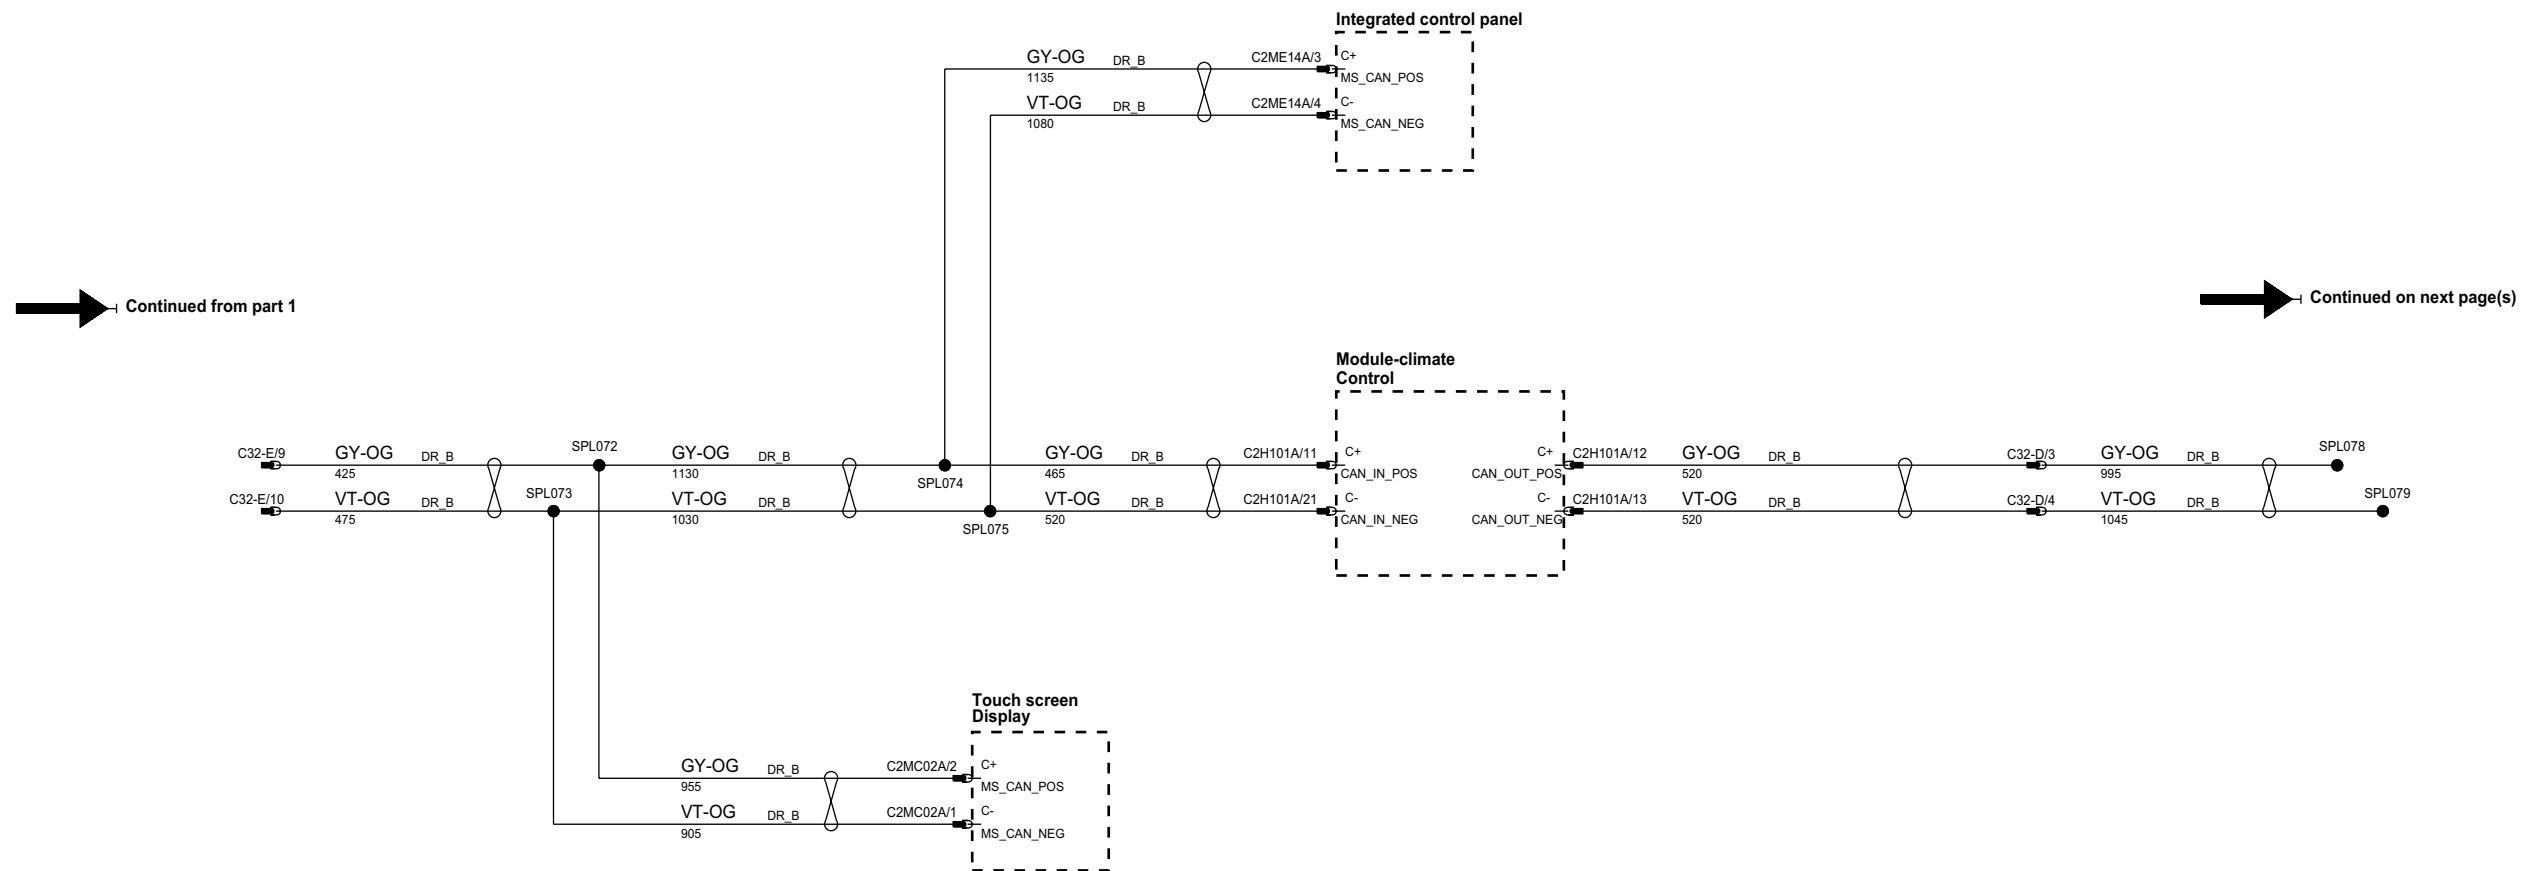 Integrated control panel
GY-OG DR_B C2ME14A/3 C+
1135 MS_CAN_POS
VT-OG DR_B C2ME14A/4 C-
1080 MS_CAN_NEG
Continued from part 1
Continued on next page(s)
Module-climate
Control
C32-E/9 GY-OG DR_B SPL072 GY-OG DR_B GY-OG DR_B C2H101A/11 C+ C+ C2H101A/12 GY-OG DR_B C32-D/3 GY-OG DR_B SPL078
425 1130 SPL074 465 CAN_IN_POS CAN_OUT_POS 520 995
C32-E/10 VT-OG DR_B SPL073 VT-OG DR_B VT-OG DR_B C2H101A/21 C- C- C2H101A/13 VT-OG DR_B C32-D/4 VT-OG DR_B SPL079
475 1030 SPL075 520 CAN_IN_NEG CAN_OUT_NEG 520 1045
Touch screen
Display
GY-OG DR_B C2MC02A/2 C+
955 MS_CAN_POS
VT-OG DR_B C2MC02A/1 C-
905 MS_CAN_NEG